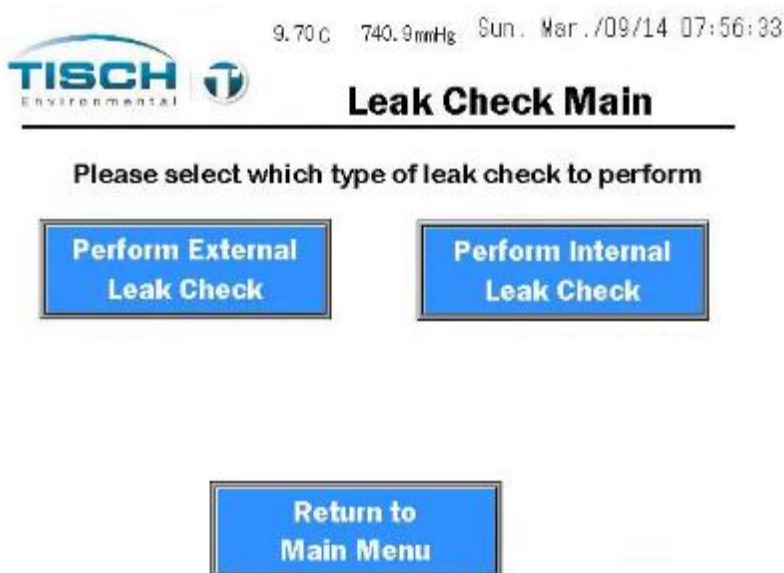 9.70 C 740.9mmHg Sun. Mar./09/14 07:56:33
TISCH
Environmental
Leak Check Main
Please select which type of leak check to perform
Perform External
Leak Check
Perform Internal
Leak Check
Return to
Main Menu